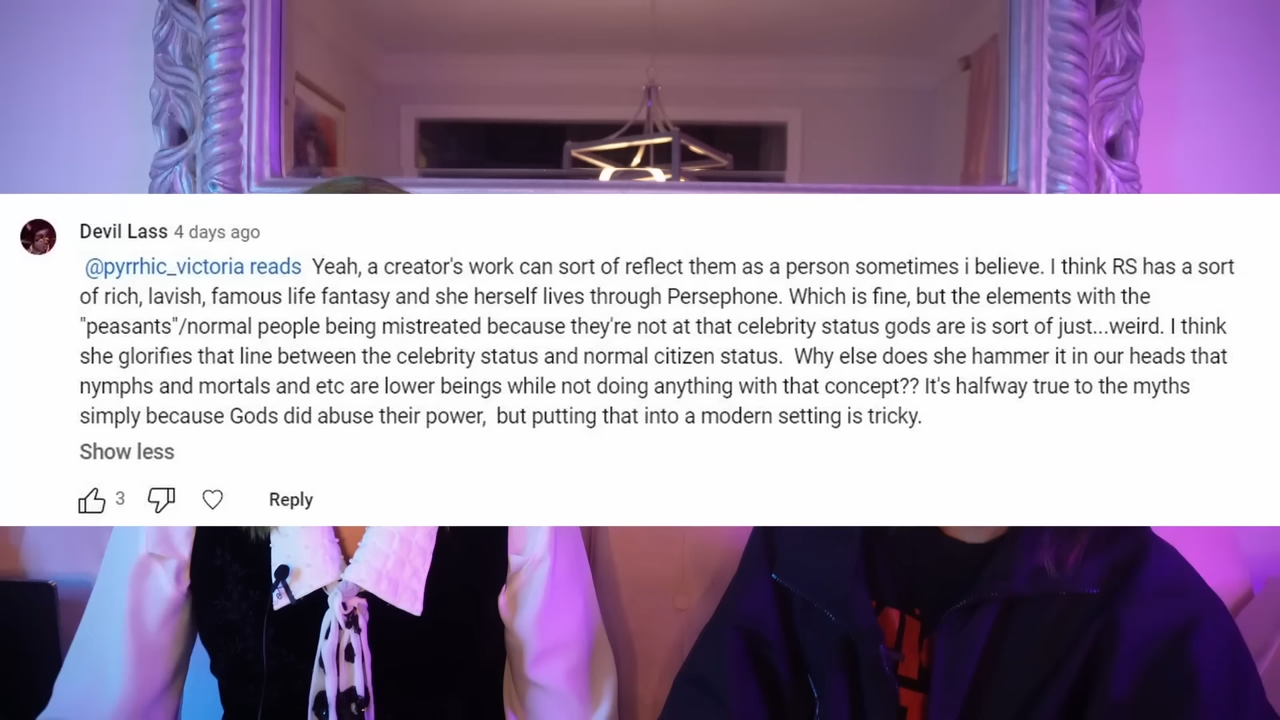 Devil Lass 4 days ago
@pyrrhic_victoria reads Yeah, a creator's work can sort of reflect them as a person sometimes i believe. I think RS has a sort
of rich, lavish, famous life fantasy and she herself lives through Persephone. Which is fine, but the elements with the
"peasants"/normal people being mistreated because they're not at that celebrity status gods are is sort of just...weird. I think
she glorifies that line between the celebrity status and normal citizen status. Why else does she hammer it in our heads that
nymphs and mortals and etc are lower beings while not doing anything with that concept?? It's halfway true to the myths
simply because Gods did abuse their power, but putting that into a modern setting is tricky.
Show less
3 Reply